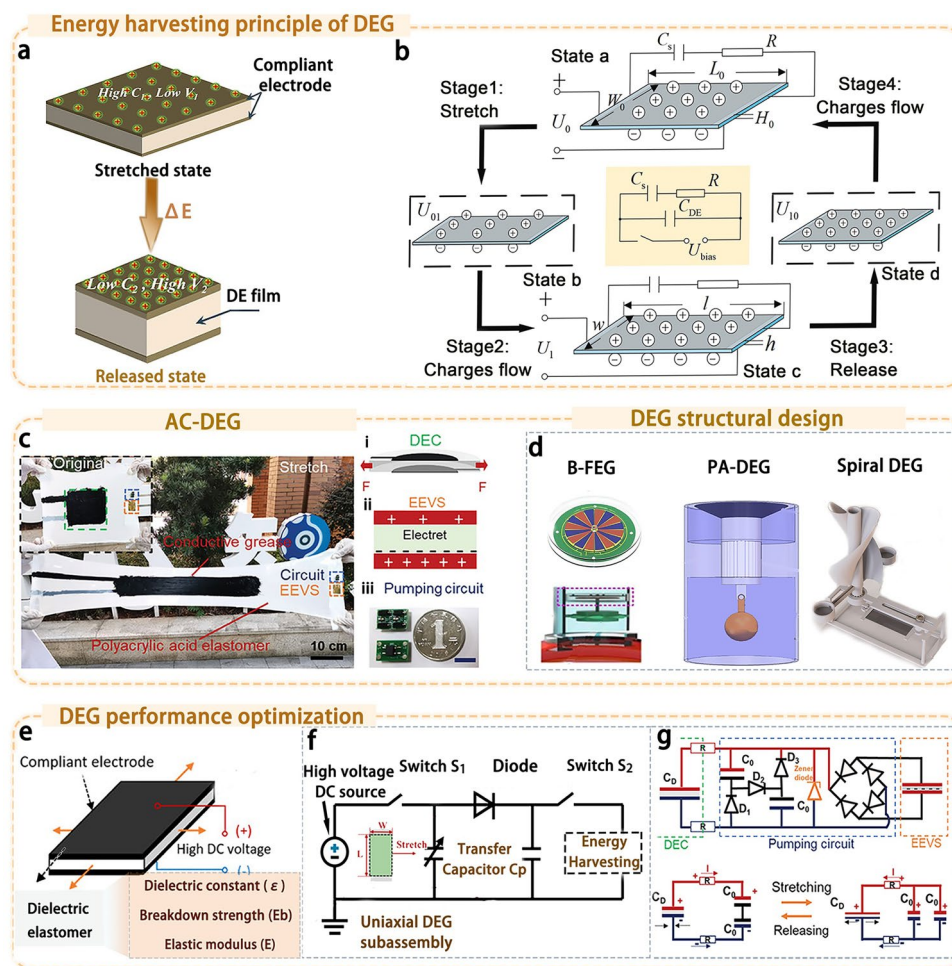 Energy harvesting principle of DEG
a
Compliant
electrode
High C₁, Low V₁
Stretched state
Δ E
Low C₂, High V₂
DE film
Released state
b
State a
Cₛ
R
Stage1:
Stretch
+
L₀
W₀
U₀
H₀
Stage4:
Charges flow
U₀₁
Cₛ
R
C_DE
U_bias
U₁₀
State b
State d
+
l
w
U₁
h
Stage2:
Charges flow
State c
Stage3:
Release
AC-DEG
c
Original
Stretch
Conductive grease
Circuit
EEVS
Polyacrylic acid elastomer
10 cm
i
DEC
F
F
ii
EEVS
Electret
iii
Pumping circuit
DEG structural design
d
B-FEG
PA-DEG
Spiral DEG
DEG performance optimization
e
Compliant electrode
(+)
High DC voltage
(-)
Dielectric
elastomer
Dielectric constant (ε)
Breakdown strength (Eb)
Elastic modulus (E)
f
High voltage
DC source
Switch S₁
Diode
Switch S₂
W
L
Stretch
Transfer
Capacitor Cp
Energy
Harvesting
Uniaxial DEG
subassembly
g
R
C_D
C₀
D₃
Zener
diode
D₂
D₁
C₀
R
DEC
Pumping circuit
EEVS
I
R
C_D
C₀
C₀
R
Stretching
Releasing
I
R
C_D
C₀
C₀
R